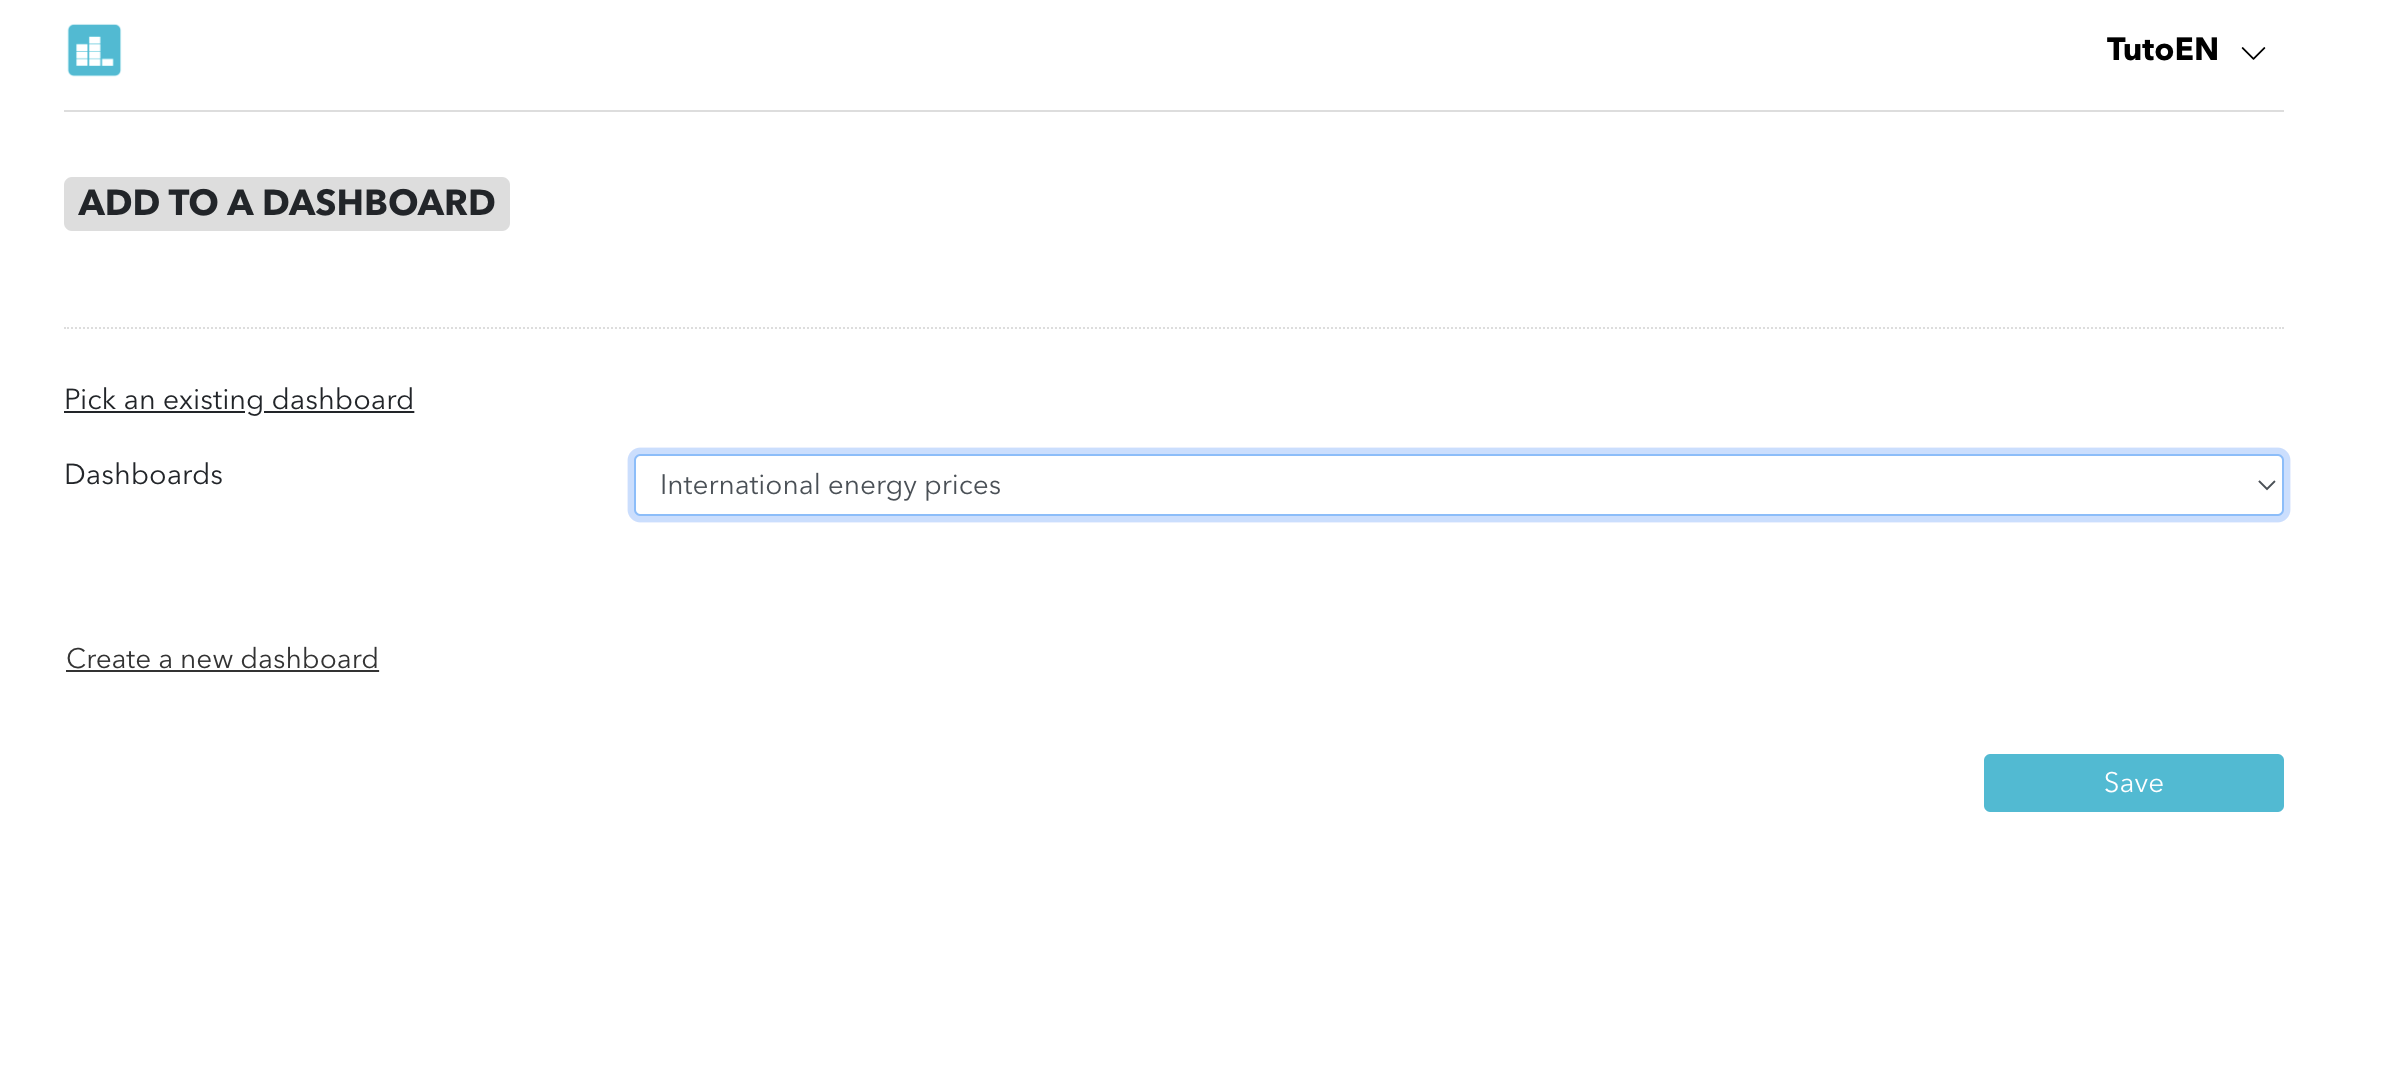 TutoEN
ADD TO A DASHBOARD
Pick an existing dashboard
Dashboards
International energy prices
Create a new dashboard
Save